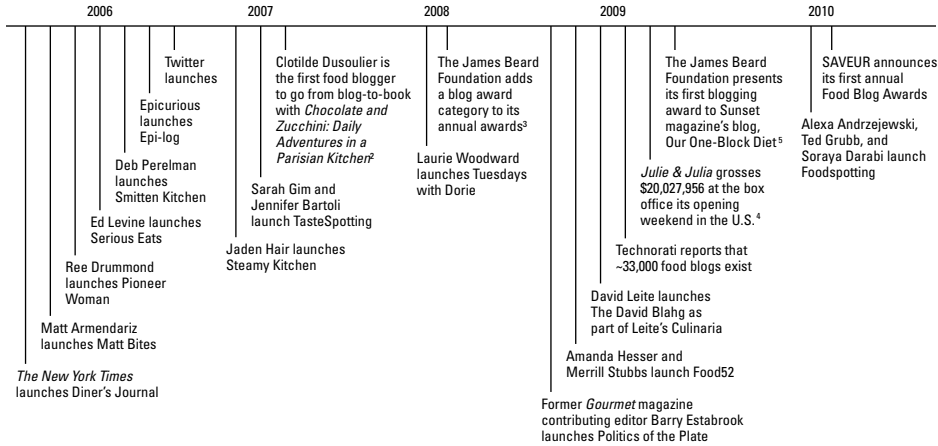 2006
2007
2008
2009
2010
Twitter
launches
Epicurious
launches
Epi-log
Deb Perelman
launches
Smitten Kitchen
Ed Levine launches
Serious Eats
Ree Drummond
launches Pioneer
Woman
Matt Armendariz
launches Matt Bites
The New York Times
launches Diner's Journal
Clotilde Dusoulier is
the first food blogger
to go from blog-to-book
with Chocolate and
Zucchini: Daily
Adventures in a
Parisian Kitchen²
Sarah Gim and
Jennifer Bartoli
launch TasteSpotting
Jaden Hair launches
Steamy Kitchen
The James Beard
Foundation adds
a blog award
category to its
annual awards³
Laurie Woodward
launches Tuesdays
with Dorie
The James Beard
Foundation presents
its first blogging
award to Sunset
magazine's blog,
Our One-Block Diet⁵
Julie & Julia grosses
$20,027,956 at the box
office its opening
weekend in the U.S.⁴
Technorati reports that
~33,000 food blogs exist
David Leite launches
The David Blahg as
part of Leite's Culinaria
Amanda Hesser and
Merrill Stubbs launch Food52
Former Gourmet magazine
contributing editor Barry Estabrook
launches Politics of the Plate
SAVEUR announces
its first annual
Food Blog Awards
Alexa Andrzejewski,
Ted Grubb, and
Soraya Darabi launch
Foodspotting